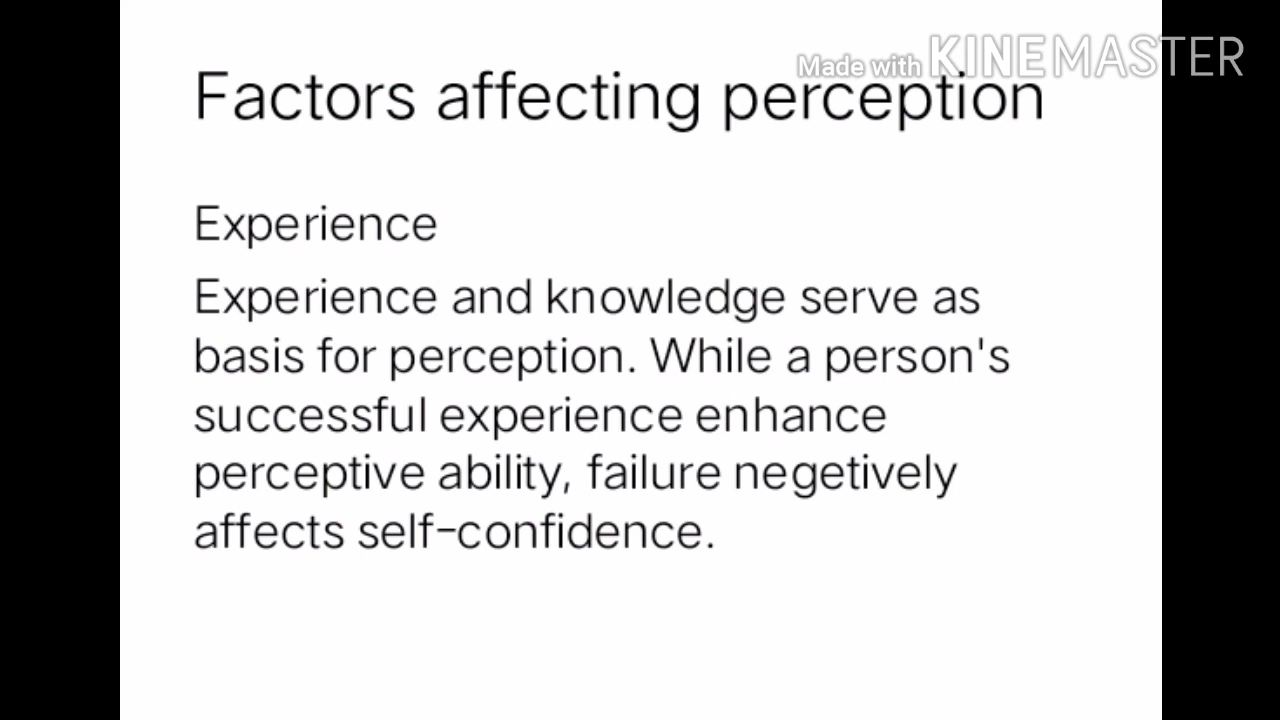 Made with KINEMASTER
Factors affecting perception
Experience
Experience and knowledge serve as
basis for perception. While a person's
successful experience enhance
perceptive ability, failure negetively
affects self-confidence.